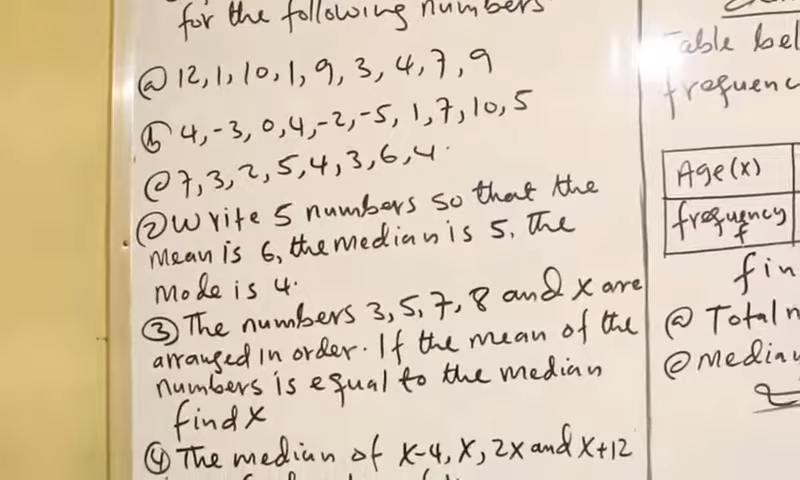 for the following numbers
(a) 12, 1, 10, 1, 9, 3, 4, 7, 9
(b) 4, -3, 0, 4, -2, -5, 1, 7, 10, 5
(c) 7, 3, 2, 5, 4, 3, 6, 4.
(2) Write 5 numbers so that the
mean is 6, the median is 5. The
mode is 4.
(3) The numbers 3, 5, 7, 8 and x are
arranged in order. If the mean of the
numbers is equal to the median
find x
(4) The median of x-4, x, 2x and x+12
Table bel
frequenc
Age(x)
frequency
f
fin
(a) Total n
(a) Median